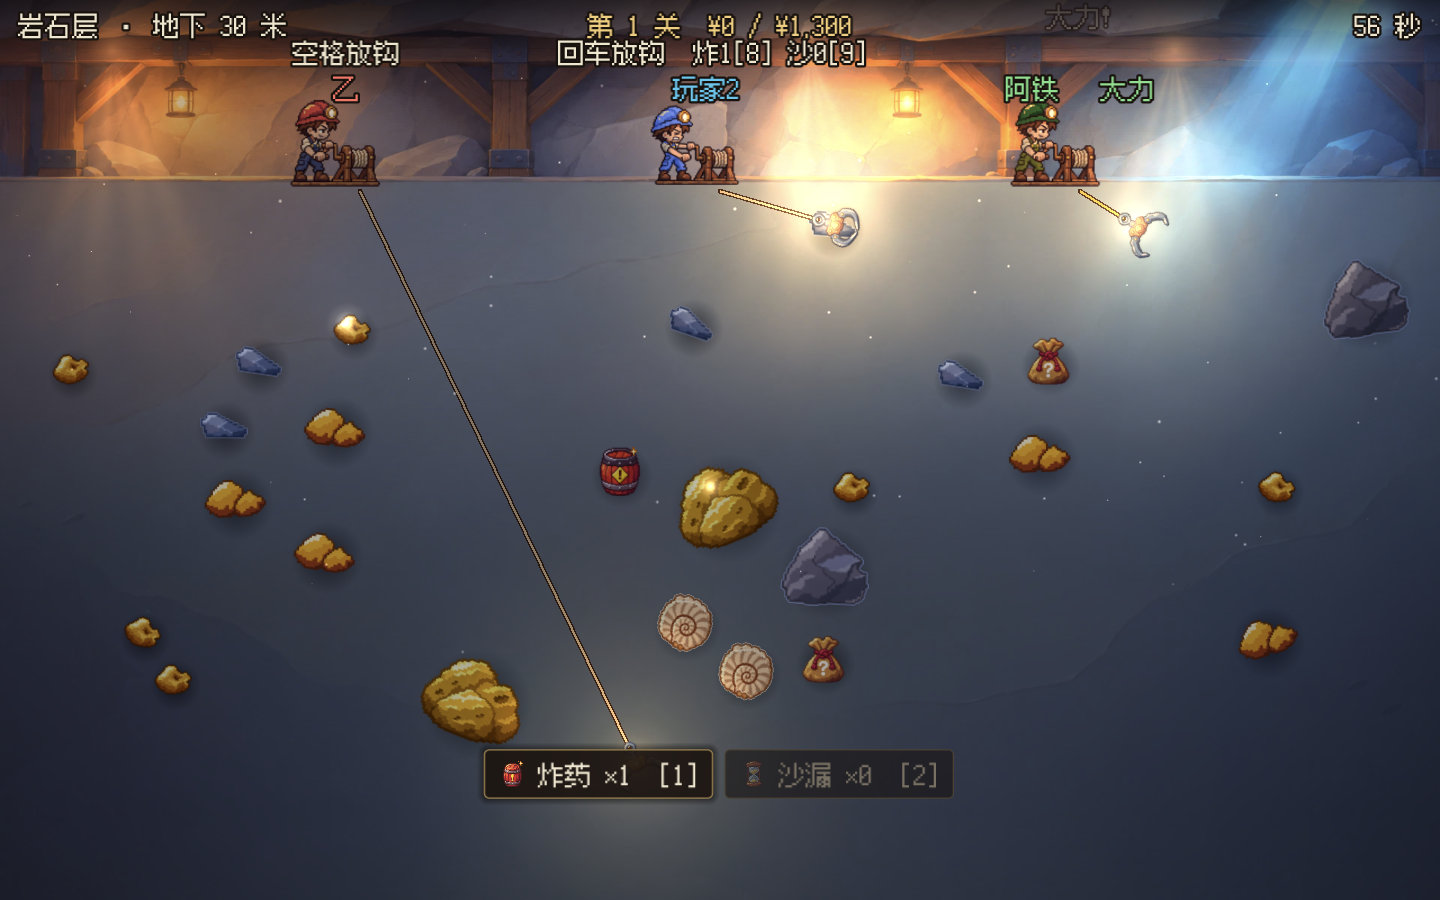 岩石层 · 地下 30 米
第 1 关 ¥0 / ¥1,300
大力!
56 秒
空格放钩
回车放钩 炸1[8] 沙0[9]
乙
玩家2
阿铁
大力
?
!
?
炸药 ×1 [1]
沙漏 ×0 [2]